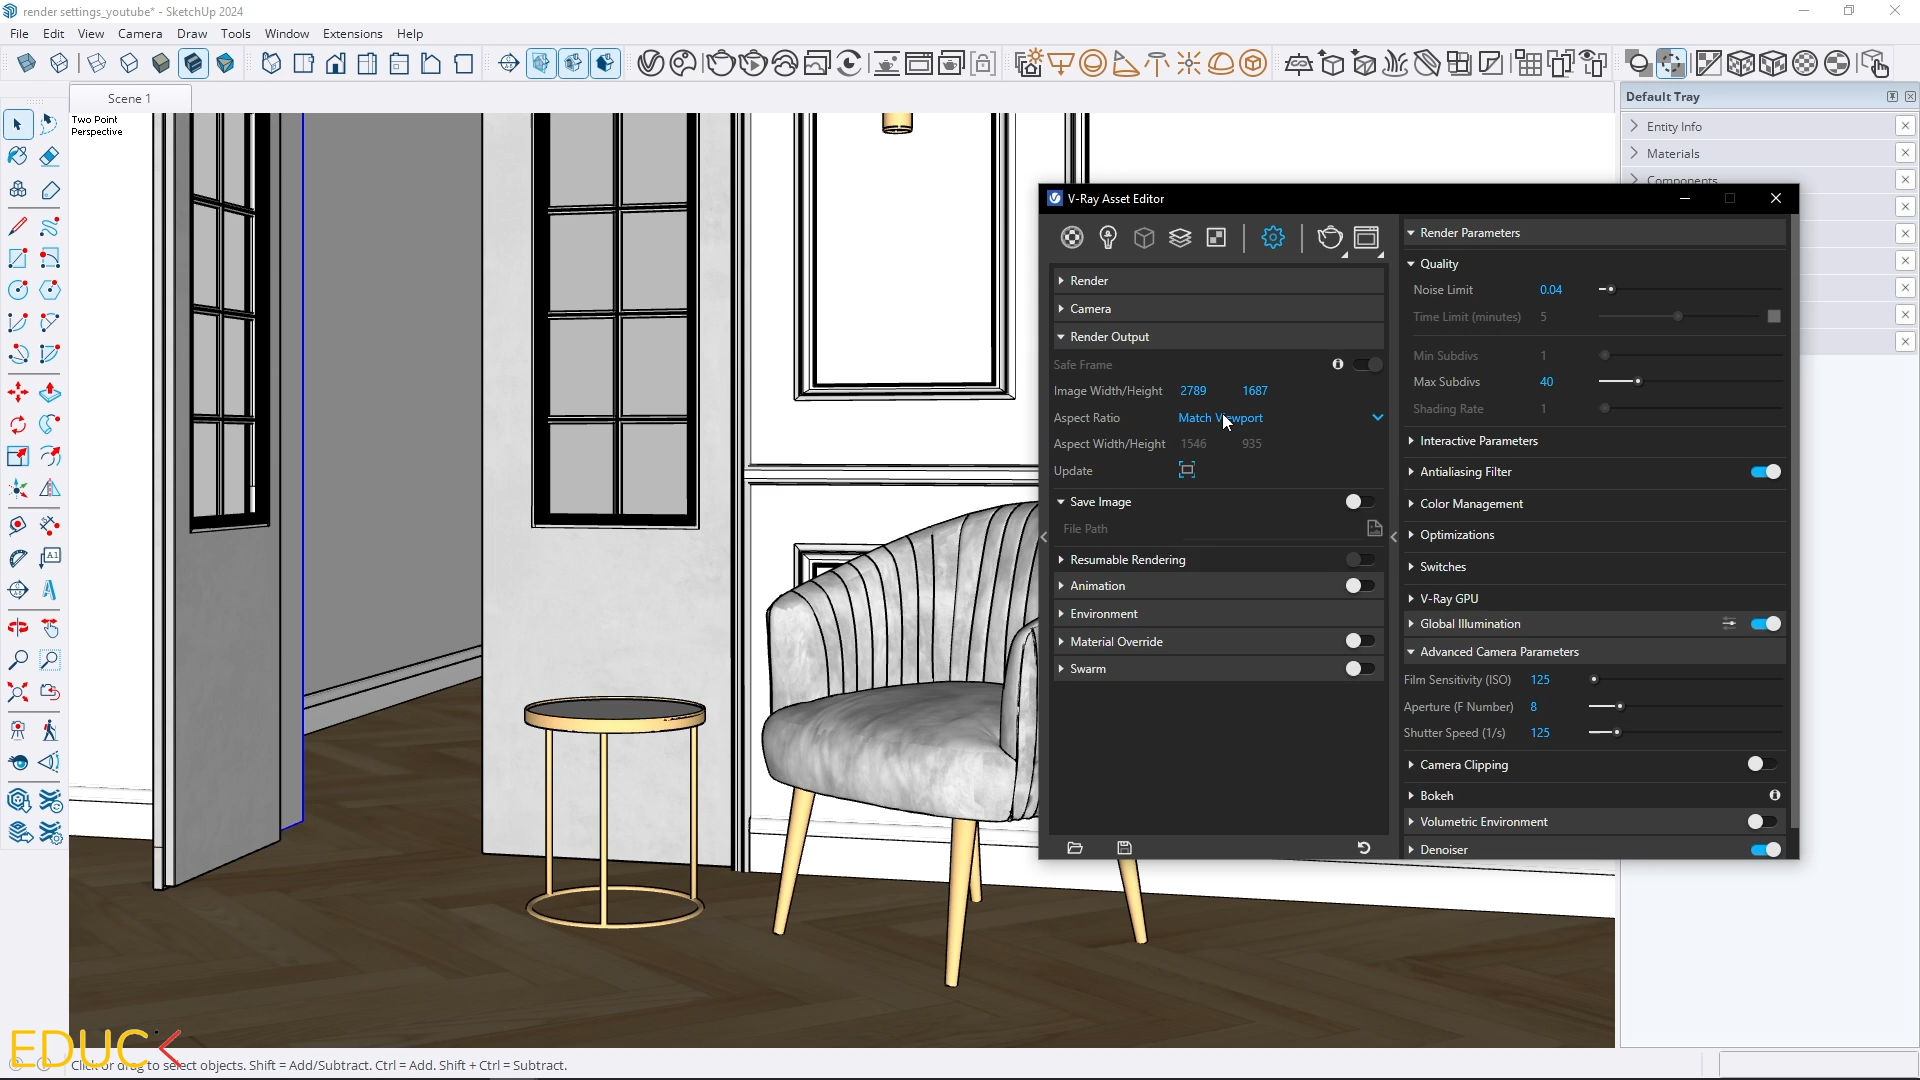 render settings_youtube* - SketchUp 2024
File Edit View Camera Draw Tools Window Extensions Help
Scene 1
Two Point
Perspective
Default Tray
Entity Info
Materials
Components
V-Ray Asset Editor
Render
Camera
Render Output
Safe Frame
Image Width/Height 2789 1687
Aspect Ratio Match Viewport
Aspect Width/Height 1546 935
Update
Save Image
File Path
Resumable Rendering
Animation
Environment
Material Override
Swarm
Render Parameters
Quality
Noise Limit 0.04
Time Limit (minutes) 5
Min Subdivs 1
Max Subdivs 40
Shading Rate 1
Interactive Parameters
Antialiasing Filter
Color Management
Optimizations
Switches
V-Ray GPU
Global Illumination
Advanced Camera Parameters
Film Sensitivity (ISO) 125
Aperture (F Number) 8
Shutter Speed (1/s) 125
Camera Clipping
Bokeh
Volumetric Environment
Denoiser
A1
EDUC
Click or drag to select objects. Shift = Add/Subtract. Ctrl = Add. Shift + Ctrl = Subtract.